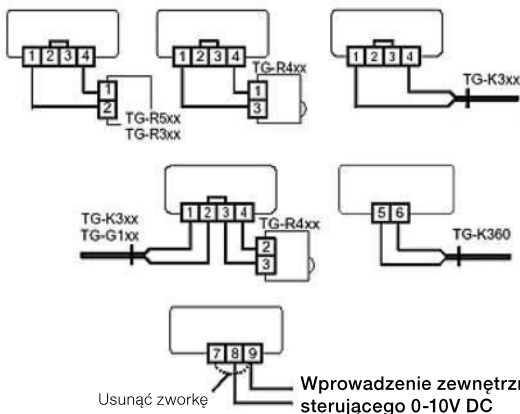 1 2 3 4
1
2
TG-R5xx
TG-R3xx
1 2 3 4
TG-R4xx
1
3
1 2 3 4
TG-K3xx
TG-K3xx
TG-G1xx
1 2 3 4
TG-R4xx
2
3
5 6
TG-K360
7 8 9
Usunąć zworkę
Wprowadzenie zewnętrzn
sterującego 0-10V DC